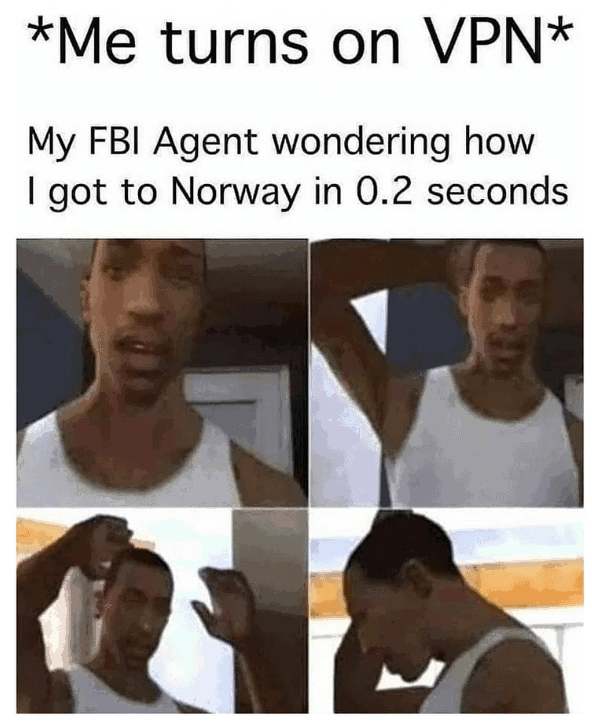 *Me turns on VPN*
My FBI Agent wondering how
I got to Norway in 0.2 seconds